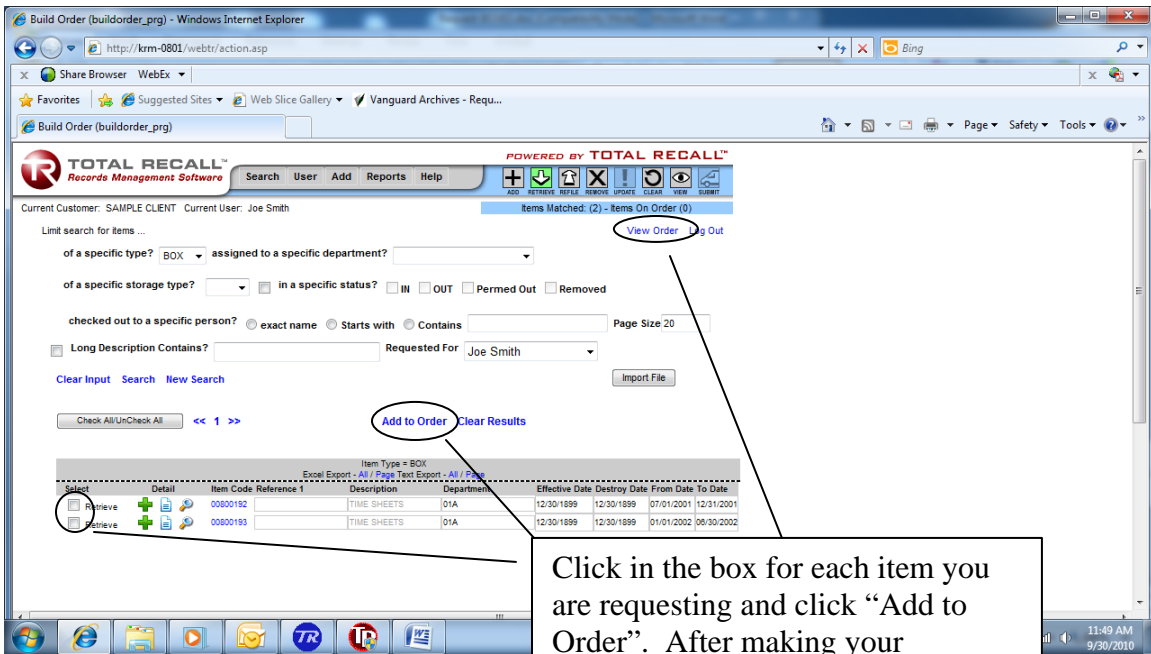 Build Order (buildorder_prg) - Windows Internet Explorer
http://krm-0801/webtr/action.asp
Bing
x Share Browser WebEx
x
Favorites Suggested Sites Web Slice Gallery Vanguard Archives - Requ...
Build Order (buildorder_prg)
Page Safety Tools
TOTAL RECALL™
Records Management Software
Search User Add Reports Help
POWERED BY TOTAL RECALL™
ADD RETRIEVE REFILE REMOVE UPDATE CLEAR VIEW SUBMIT
Current Customer: SAMPLE CLIENT Current User: Joe Smith
Items Matched: (2) - Items On Order (0)
Limit search for items ...
View Order Log Out
of a specific type? BOX assigned to a specific department?
of a specific storage type? in a specific status? IN OUT Permed Out Removed
checked out to a specific person? exact name Starts with Contains Page Size 20
Long Description Contains? Requested For Joe Smith
Clear Input Search New Search Import File
Check All/UnCheck All << 1 >> Add to Order Clear Results
Item Type = BOX
Excel Export - All / Page Text Export - All / Page
Select Detail Item Code Reference 1 Description Department Effective Date Destroy Date From Date To Date
Retrieve 00800192 TIME SHEETS 01A 12/30/1899 12/30/1899 07/01/2001 12/31/2001
Retrieve 00800193 TIME SHEETS 01A 12/30/1899 12/30/1899 01/01/2002 06/30/2002
Click in the box for each item you
are requesting and click “Add to
Order”. After making your
TR
11:49 AM
9/30/2010